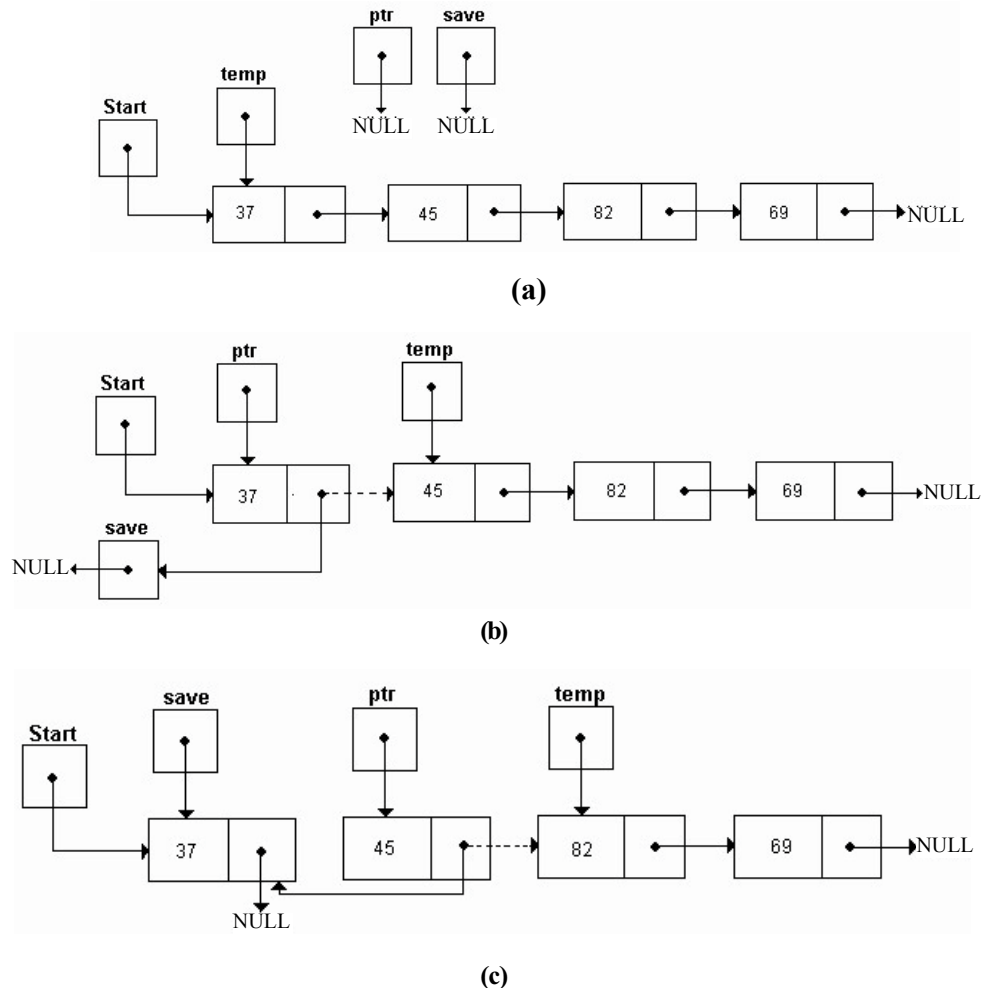 ptr save
temp
Start
NULL NULL
37 45 82 69 NULL
(a)
ptr temp
Start
37 45 82 69 NULL
save
NULL
(b)
save ptr temp
Start
37 45 82 69 NULL
NULL
(c)